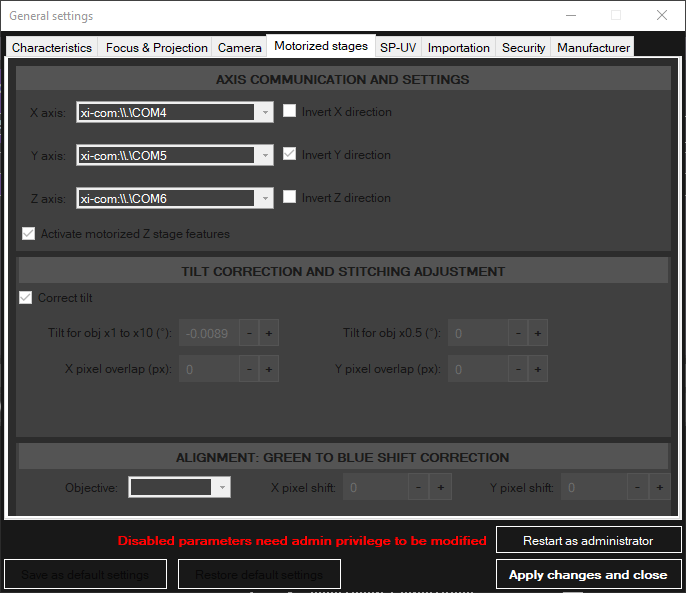 General settings
Characteristics Focus & Projection Camera Motorized stages SP-UV Importation Security Manufacturer
AXIS COMMUNICATION AND SETTINGS
X axis: xi-com:\\.\COM4 Invert X direction
Y axis: xi-com:\\.\COM5 Invert Y direction
Z axis: xi-com:\\.\COM6 Invert Z direction
Activate motorized Z stage features
TILT CORRECTION AND STITCHING ADJUSTMENT
Correct tilt
Tilt for obj x1 to x10 (°): -0.0089 - + Tilt for obj x0.5 (°): 0 - +
X pixel overlap (px): 0 - + Y pixel overlap (px): 0 - +
ALIGNMENT: GREEN TO BLUE SHIFT CORRECTION
Objective: X pixel shift: 0 - + Y pixel shift: 0 - +
Disabled parameters need admin privilege to be modified Restart as administrator
Save as default settings Restore default settings Apply changes and close